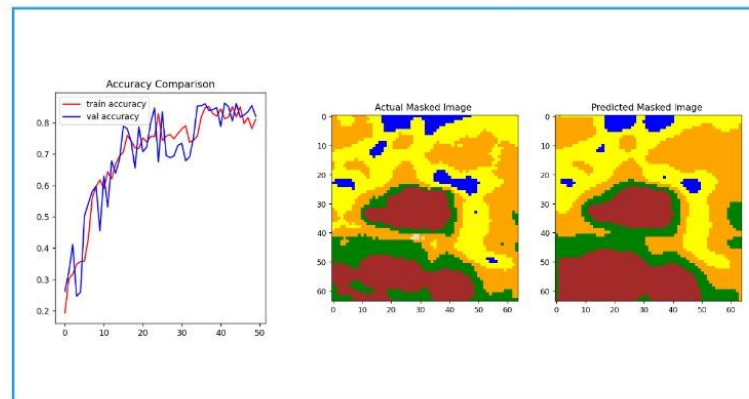 Accuracy Comparison
train accuracy
val accuracy
0.8
0.7
0.6
0.5
0.4
0.3
0.2
0 10 20 30 40 50
Actual Masked Image
0
10
20
30
40
50
60
0 10 20 30 40 50 60
Predicted Masked Image
0
10
20
30
40
50
60
0 10 20 30 40 50 60